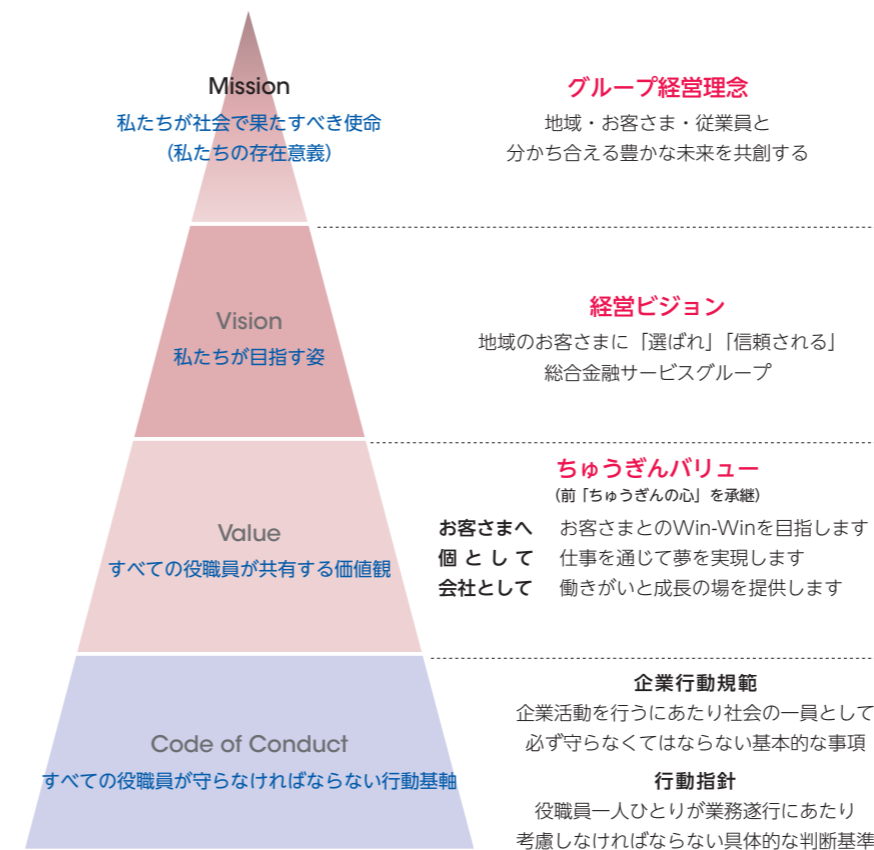 Mission
私たちが社会で果たすべき使命
（私たちの存在意義）
グループ経営理念
地域・お客さま・従業員と
分かち合える豊かな未来を共創する
Vision
私たちが目指す姿
経営ビジョン
地域のお客さまに「選ばれ」「信頼される」
総合金融サービスグループ
Value
すべての役職員が共有する価値観
ちゅうぎんバリュー
（前「ちゅうぎんの心」を承継）
お客さまへ お客さまとのWin-Winを目指します
個として 仕事を通じて夢を実現します
会社として 働きがいと成長の場を提供します
Code of Conduct
すべての役職員が守らなければならない行動基軸
企業行動規範
企業活動を行うにあたり社会の一員として
必ず守らなくてはならない基本的な事項
行動指針
役職員一人ひとりが業務遂行にあたり
考慮しなければならない具体的な判断基準